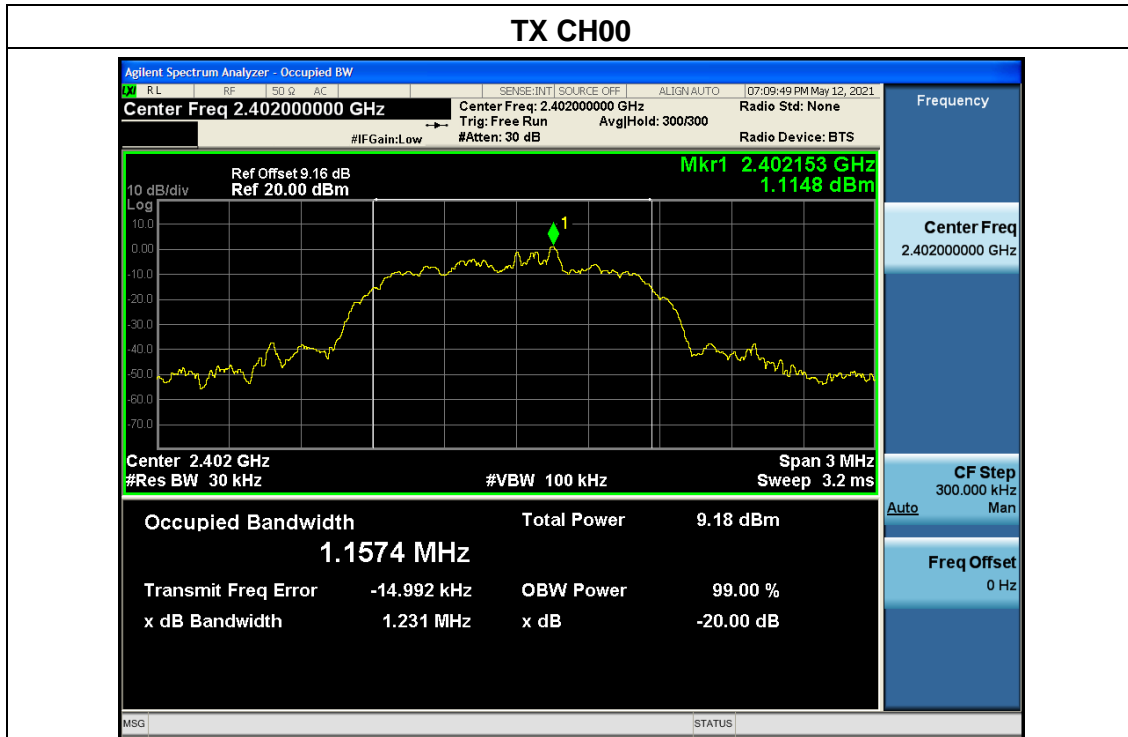 TX CH00
Agilent Spectrum Analyzer - Occupied BW
LXI RL RF 50 Ω AC SENSE:INT SOURCE OFF ALIGN AUTO 07:09:49 PM May 12, 2021
Center Freq 2.402000000 GHz Center Freq: 2.402000000 GHz Radio Std: None
Trig: Free Run Avg|Hold: 300/300
#IFGain:Low #Atten: 30 dB Radio Device: BTS
Frequency
Mkr1 2.402153 GHz
1.1148 dBm
Ref Offset 9.16 dB
10 dB/div Ref 20.00 dBm
Log
10.0
0.00
-10.0
-20.0
-30.0
-40.0
-50.0
-60.0
-70.0
1
Center 2.402 GHz Span 3 MHz
#Res BW 30 kHz #VBW 100 kHz Sweep 3.2 ms
Occupied Bandwidth Total Power 9.18 dBm
1.1574 MHz
Transmit Freq Error -14.992 kHz OBW Power 99.00 %
x dB Bandwidth 1.231 MHz x dB -20.00 dB
Center Freq
2.402000000 GHz
CF Step
300.000 kHz
Auto Man
Freq Offset
0 Hz
MSG STATUS